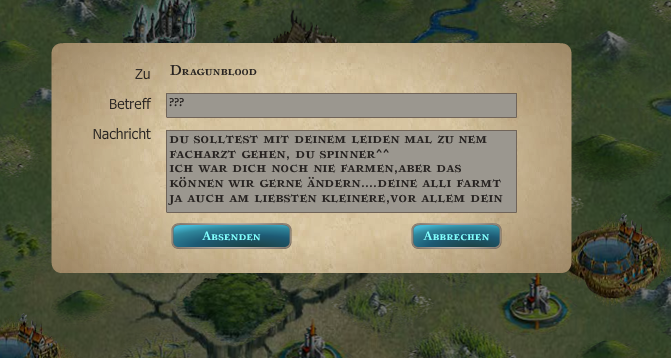 Zu Dragunblood
Betreff ???
Nachricht
du solltest mit deinem leiden mal zu nem
facharzt gehen, du spinner^^
ich war dich noch nie farmen,aber das
können wir gerne ändern....deine alli farmt
ja auch am liebsten kleinere,vor allem dein
Absenden Abbrechen